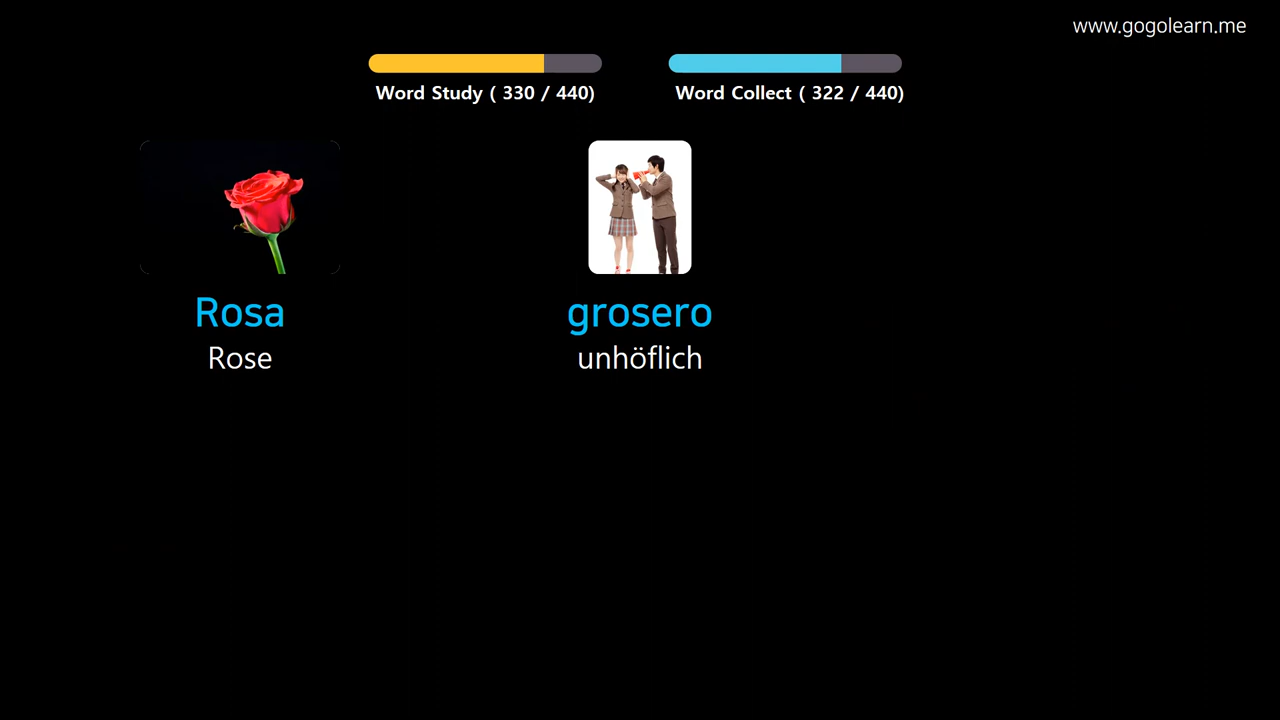 www.gogolearn.me
Word Study ( 330 / 440)
Word Collect ( 322 / 440)
Rosa
Rose
grosero
unhöflich